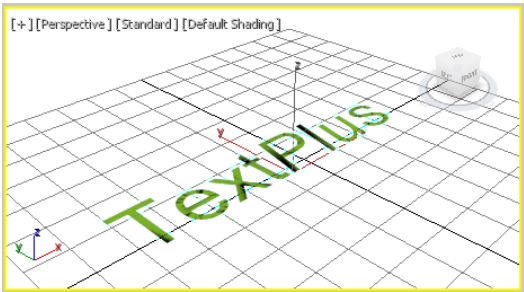 [+] [Perspective] [Standard] [Default Shading]
z
y
TextPlus
z
y
x